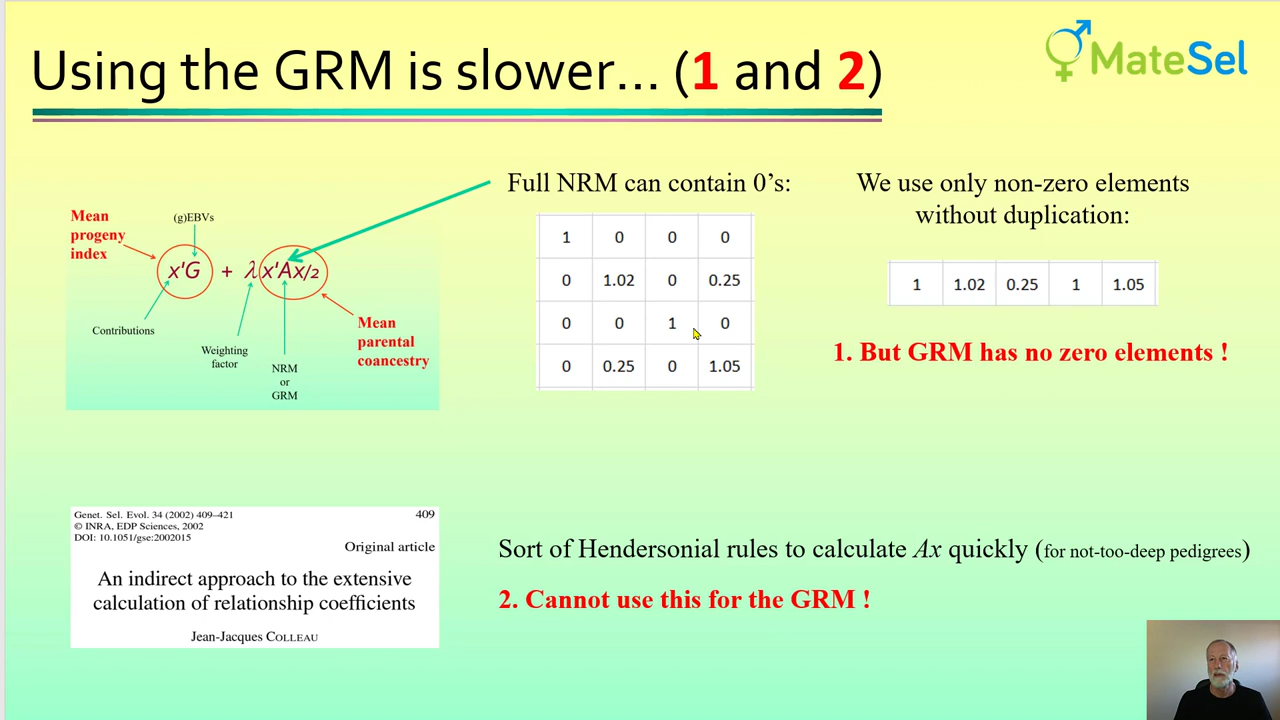 Using the GRM is slower... (1 and 2)
MateSel
Mean
progeny
index
(g)EBVs
x'G + λ x'Ax/2
Contributions
Weighting
factor
NRM
or
GRM
Mean
parental
coancestry
Full NRM can contain 0's:
1 0 0 0
0 1.02 0 0.25
0 0 1 0
0 0.25 0 1.05
We use only non-zero elements
without duplication:
1 1.02 0.25 1 1.05
1. But GRM has no zero elements !
Genet. Sel. Evol. 34 (2002) 409–421
409
© INRA, EDP Sciences, 2002
DOI: 10.1051/gse:2002015
Original article
An indirect approach to the extensive
calculation of relationship coefficients
Jean-Jacques COLLEAU
Sort of Hendersonial rules to calculate Ax quickly (for not-too-deep pedigrees)
2. Cannot use this for the GRM !